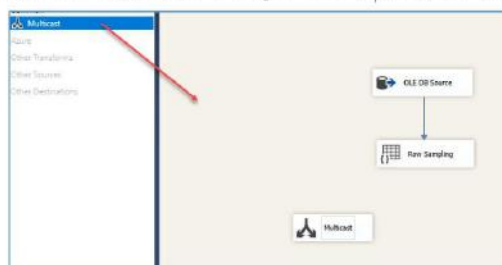 Multicast
Azure
Other Transforms
Other Sources
Other Destinations
OLE DB Source
Row Sampling
Multicast